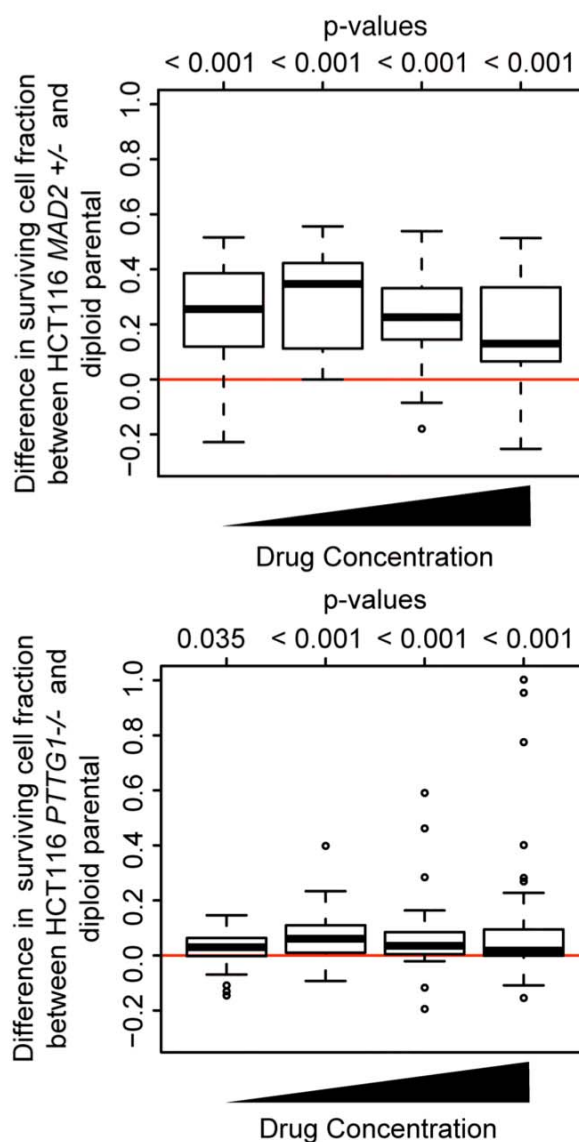 p-values
< 0.001 < 0.001 < 0.001 < 0.001
Difference in surviving cell fraction
between HCT116 MAD2 +/- and
diploid parental
1.0
0.8
0.6
0.4
0.2
0.0
−0.2
Drug Concentration
p-values
0.035 < 0.001 < 0.001 < 0.001
Difference in surviving cell fraction
between HCT116 PTTG1-/- and
diploid parental
1.0
0.8
0.6
0.4
0.2
0.0
−0.2
Drug Concentration